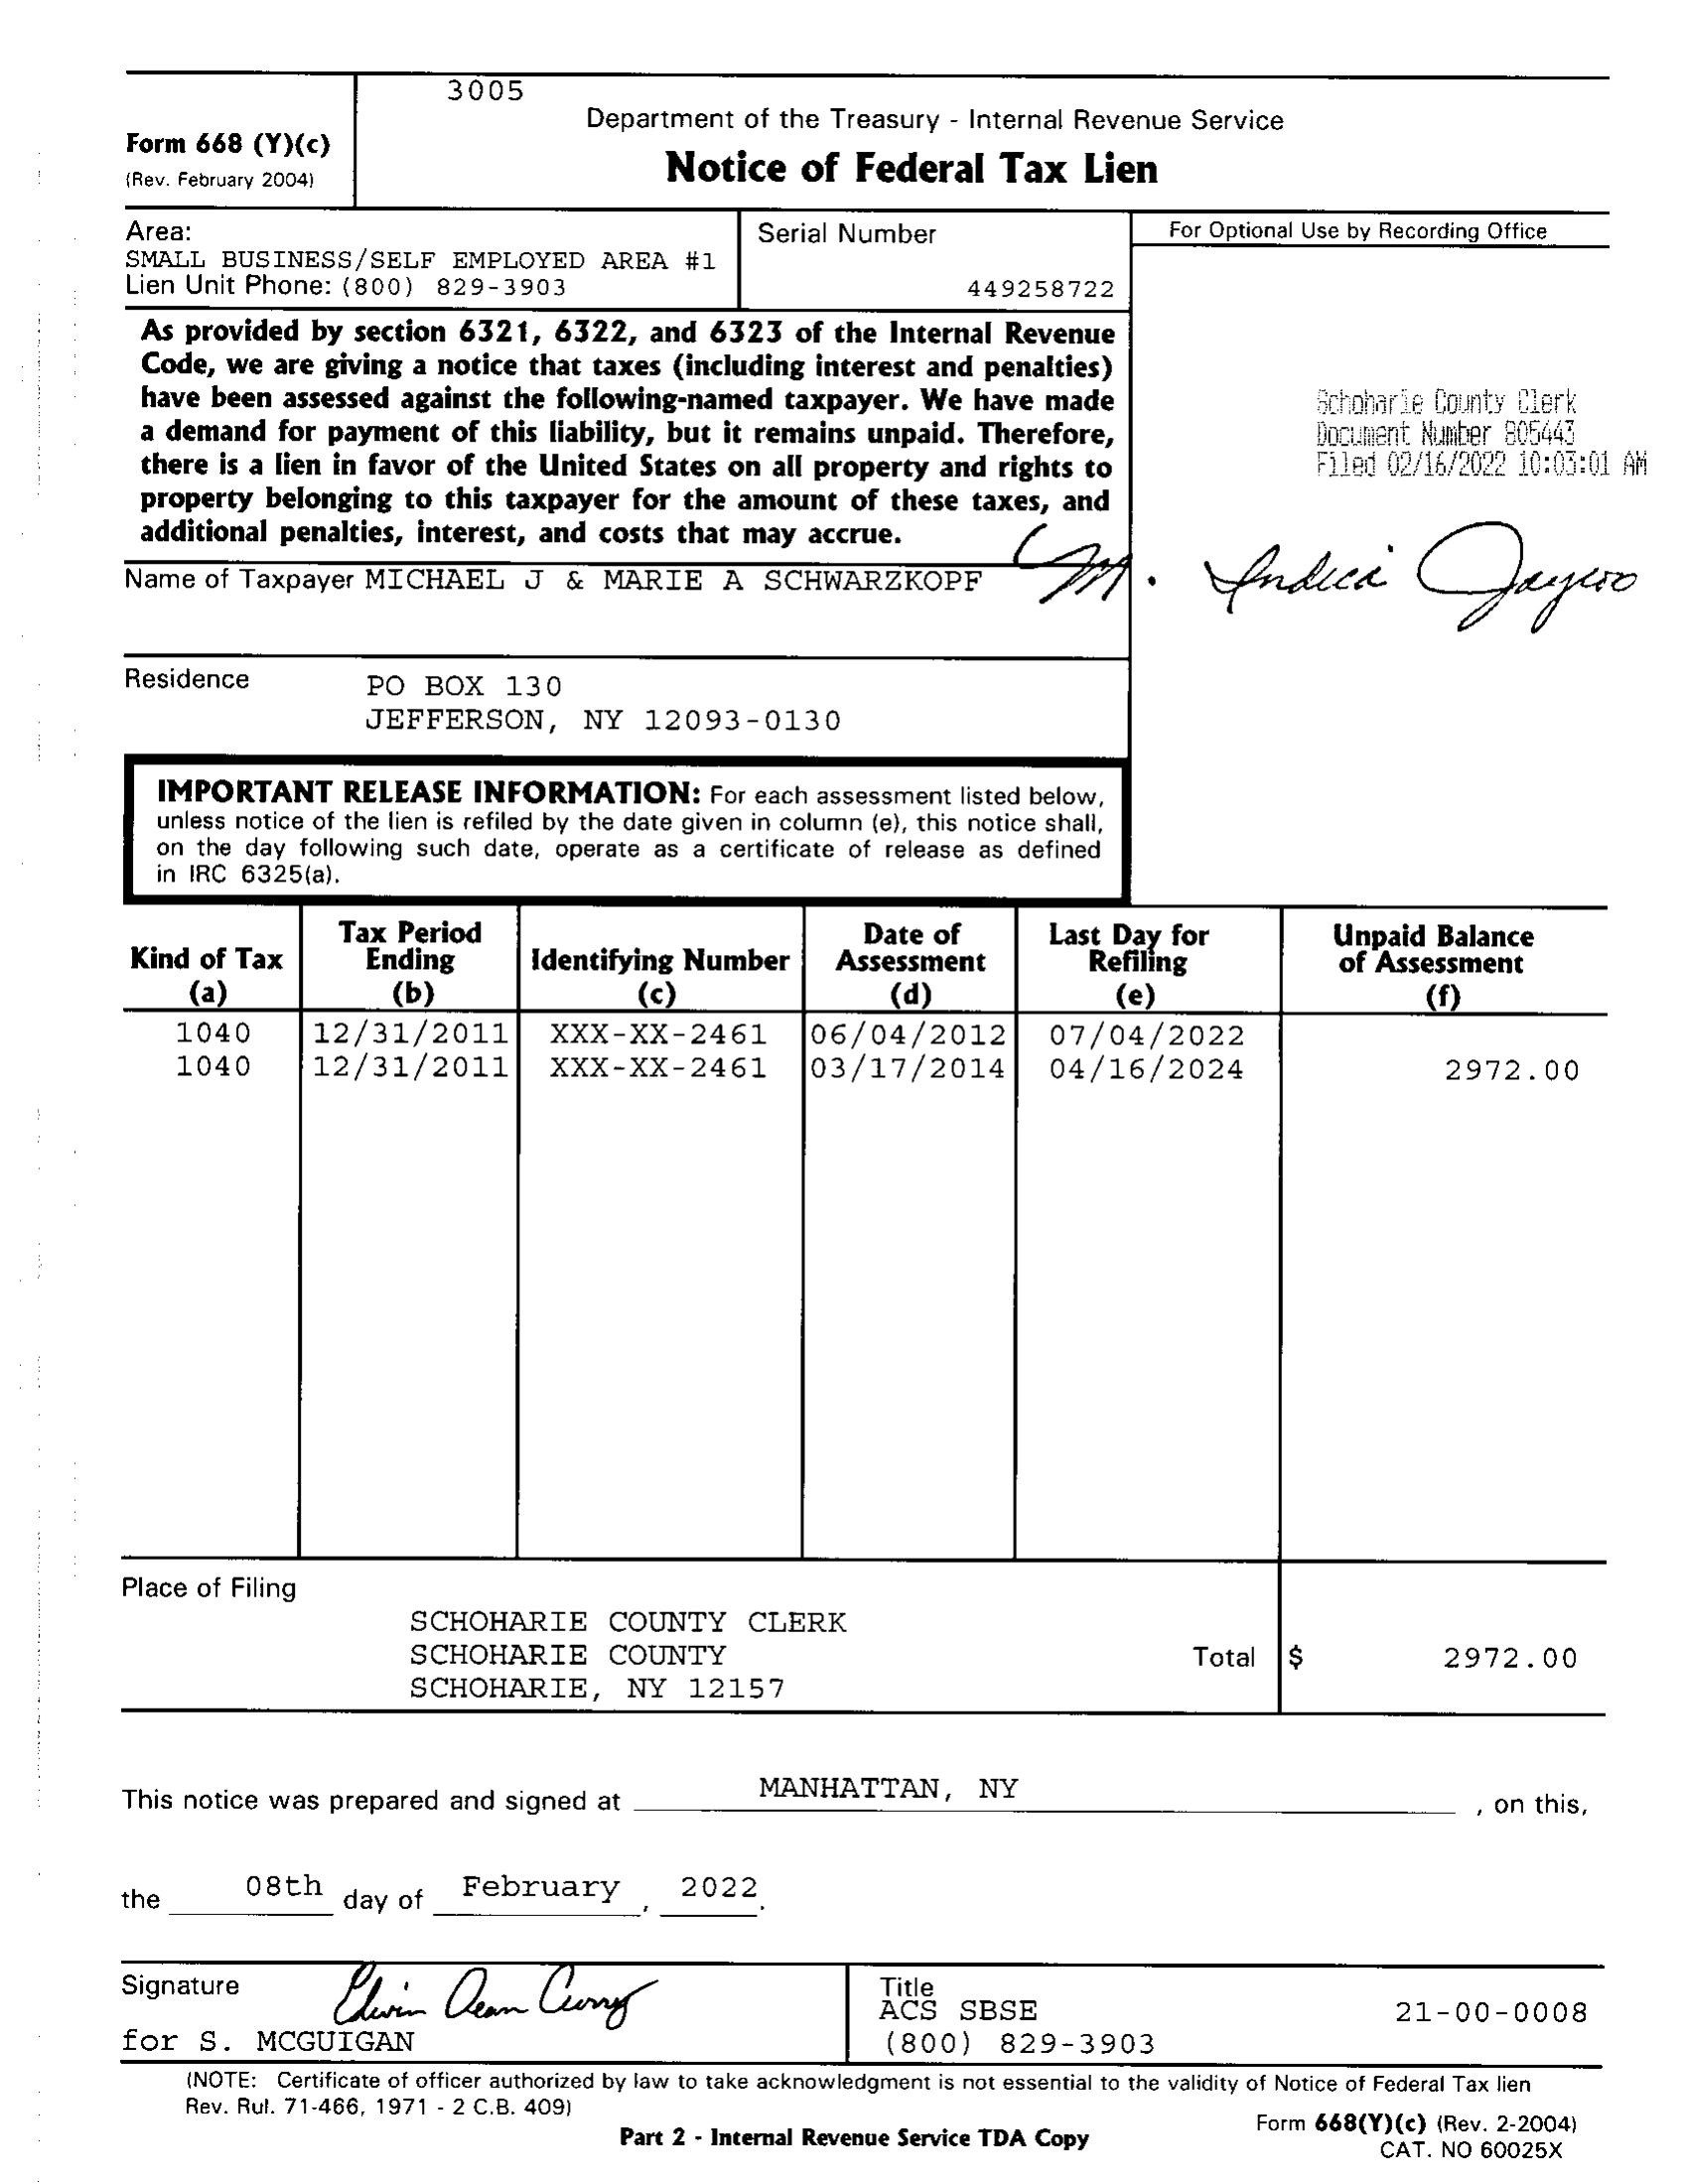 3005
Department of the Treasury - Internal Revenue Service
Form 668 (Y)(c)
(Rev. February 2004)
Notice of Federal Tax Lien
Area:
SMALL BUSINESS/SELF EMPLOYED AREA #1
Lien Unit Phone: (800) 829-3903
Serial Number
449258722
For Optional Use by Recording Office
As provided by section 6321, 6322, and 6323 of the Internal Revenue
Code, we are giving a notice that taxes (including interest and penalties)
have been assessed against the following-named taxpayer. We have made
a demand for payment of this liability, but it remains unpaid. Therefore,
there is a lien in favor of the United States on all property and rights to
property belonging to this taxpayer for the amount of these taxes, and
additional penalties, interest, and costs that may accrue.
Schoharie County Clerk
Document Number 805443
Filed 02/16/2022 10:03:01 AM
M. Indica Jaycox
Name of Taxpayer MICHAEL J & MARIE A SCHWARZKOPF
Residence
PO BOX 130
JEFFERSON, NY 12093-0130
IMPORTANT RELEASE INFORMATION: For each assessment listed below,
unless notice of the lien is refiled by the date given in column (e), this notice shall,
on the day following such date, operate as a certificate of release as defined
in IRC 6325(a).
Kind of Tax (a) Tax Period Ending (b) Identifying Number (c) Date of Assessment (d) Last Day for Refiling (e) Unpaid Balance of Assessment (f)
1040 12/31/2011 XXX-XX-2461 06/04/2012 07/04/2022
1040 12/31/2011 XXX-XX-2461 03/17/2014 04/16/2024 2972.00
Place of Filing
SCHOHARIE COUNTY CLERK
SCHOHARIE COUNTY
SCHOHARIE, NY 12157
Total $ 2972.00
This notice was prepared and signed at MANHATTAN, NY , on this,
the 08th day of February, 2022.
Signature
Edwin Dean Curry
for S. MCGUIGAN
Title
ACS SBSE
(800) 829-3903
21-00-0008
(NOTE: Certificate of officer authorized by law to take acknowledgment is not essential to the validity of Notice of Federal Tax lien
Rev. Rul. 71-466, 1971 - 2 C.B. 409)
Part 2 - Internal Revenue Service TDA Copy
Form 668(Y)(c) (Rev. 2-2004)
CAT. NO 60025X